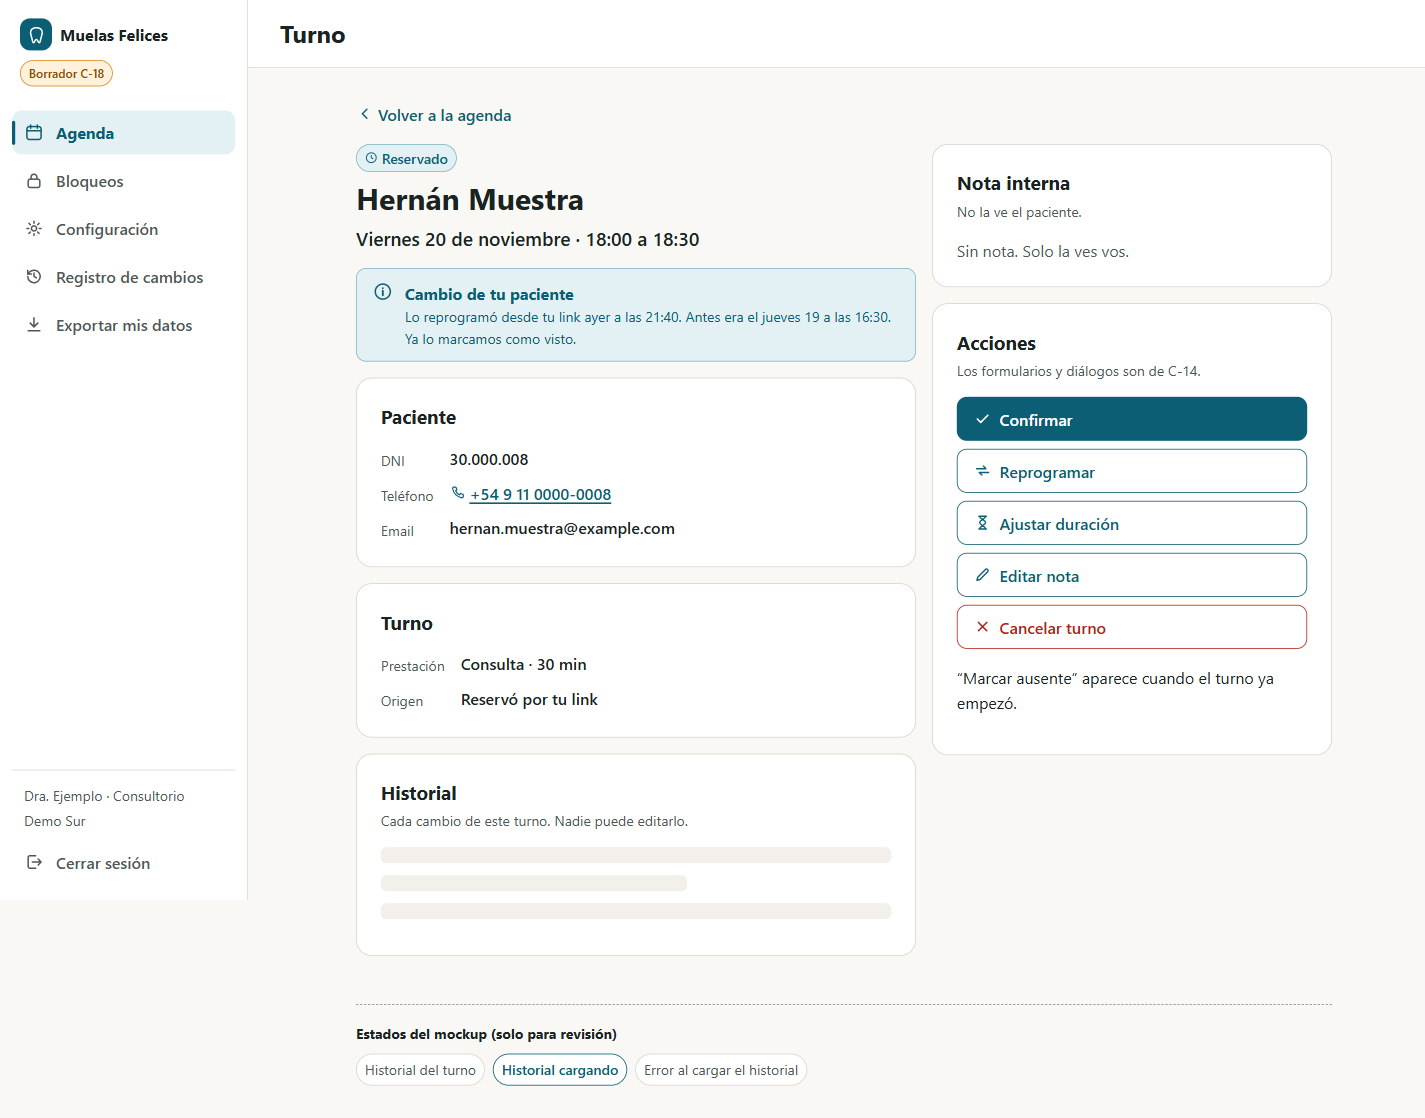 Muelas Felices
Borrador C-18
Agenda
Bloqueos
Configuración
Registro de cambios
Exportar mis datos
Dra. Ejemplo · Consultorio
Demo Sur
Cerrar sesión
Turno
Volver a la agenda
Reservado
Hernán Muestra
Viernes 20 de noviembre · 18:00 a 18:30
Cambio de tu paciente
Lo reprogramó desde tu link ayer a las 21:40. Antes era el jueves 19 a las 16:30.
Ya lo marcamos como visto.
Paciente
DNI 30.000.008
Teléfono +54 9 11 0000-0008
Email hernan.muestra@example.com
Turno
Prestación Consulta · 30 min
Origen Reservó por tu link
Historial
Cada cambio de este turno. Nadie puede editarlo.
Nota interna
No la ve el paciente.
Sin nota. Solo la ves vos.
Acciones
Los formularios y diálogos son de C-14.
Confirmar
Reprogramar
Ajustar duración
Editar nota
Cancelar turno
“Marcar ausente” aparece cuando el turno ya
empezó.
Estados del mockup (solo para revisión)
Historial del turno Historial cargando Error al cargar el historial